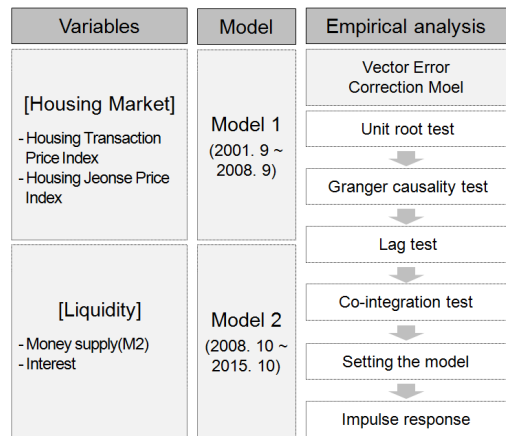 Variables
[Housing Market]
- Housing Transaction
Price Index
- Housing Jeonse Price
Index
[Liquidity]
- Money supply(M2)
- Interest
Model
Model 1
(2001. 9 ~
2008. 9)
Model 2
(2008. 10 ~
2015. 10)
Empirical analysis
Vector Error
Correction Moel
Unit root test
Granger causality test
Lag test
Co-integration test
Setting the model
Impulse response